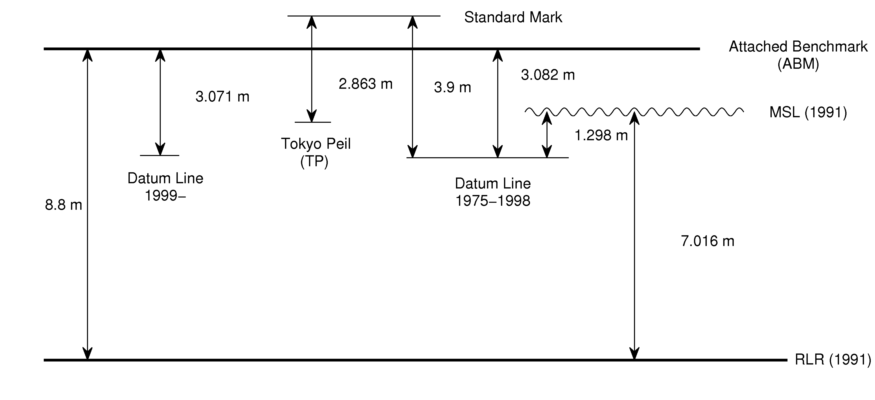 Standard Mark
Attached Benchmark
(ABM)
3.071 m
2.863 m
3.9 m
3.082 m
MSL (1991)
1.298 m
Tokyo Peil
(TP)
Datum Line
1999−
Datum Line
1975−1998
8.8 m
7.016 m
RLR (1991)